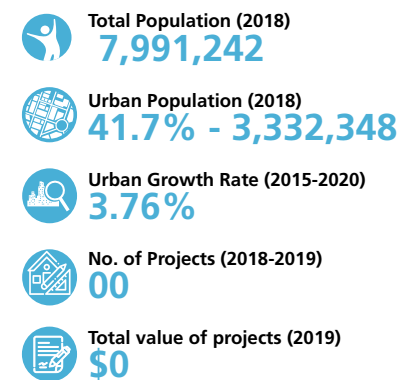 Total Population (2018)
7,991,242
Urban Population (2018)
41.7% - 3,332,348
Urban Growth Rate (2015-2020)
3.76%
No. of Projects (2018-2019)
00
Total value of projects (2019)
$0